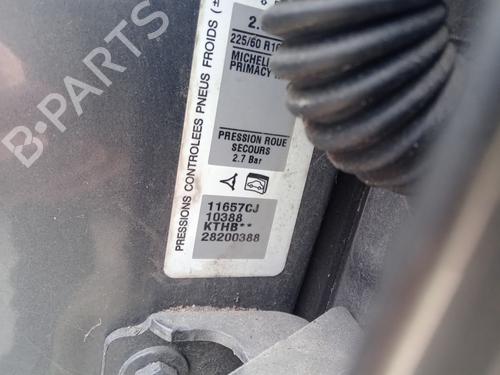 PRESSIONS CONTROLEES PNEUS FROIDS (±
2.
225/60 R16
MICHELI
PRIMACY
PRESSION ROUE
SECOURS
2.7 Bar
11657CJ
10388
KTHB**
28200388
B-PARTS